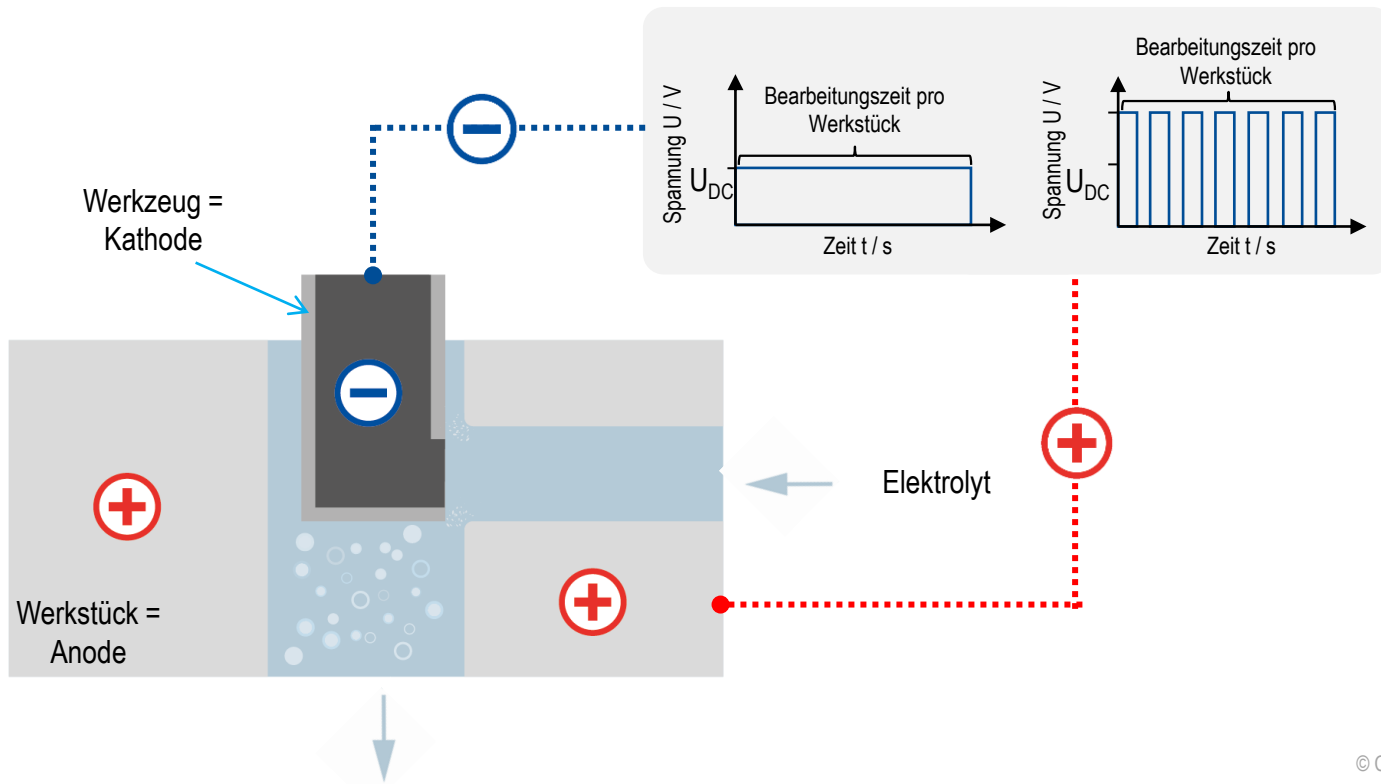 Bearbeitungszeit pro
Werkstück
Spannung U / V
U_DC
Zeit t / s
Bearbeitungszeit pro
Werkstück
Spannung U / V
U_DC
Zeit t / s
Werkzeug =
Kathode
Elektrolyt
Werkstück =
Anode
© C